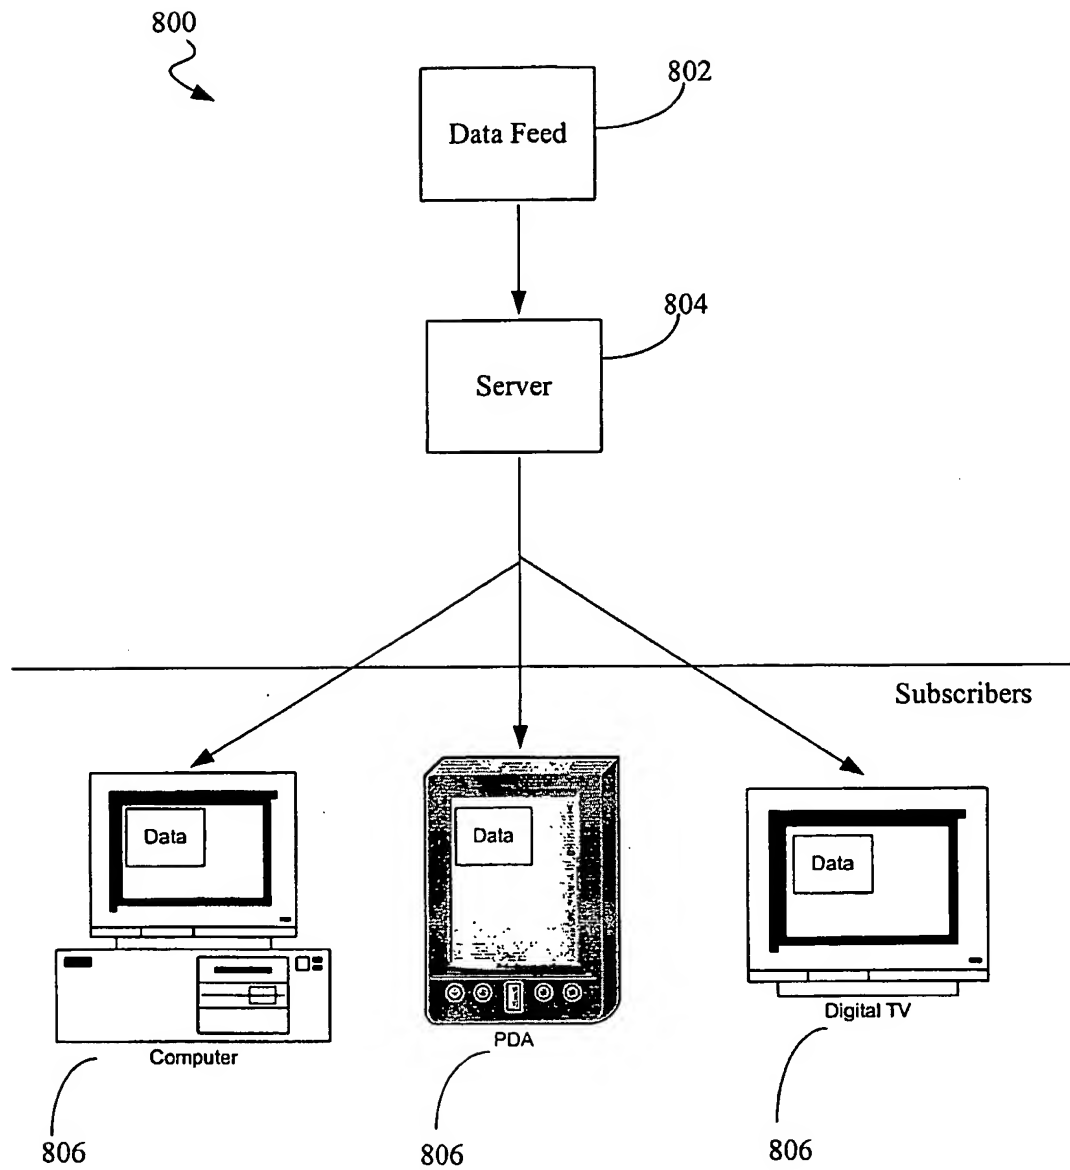 800
802
Data Feed
804
Server
Subscribers
Data
Data
Data
Computer
PDA
Digital TV
806
806
806